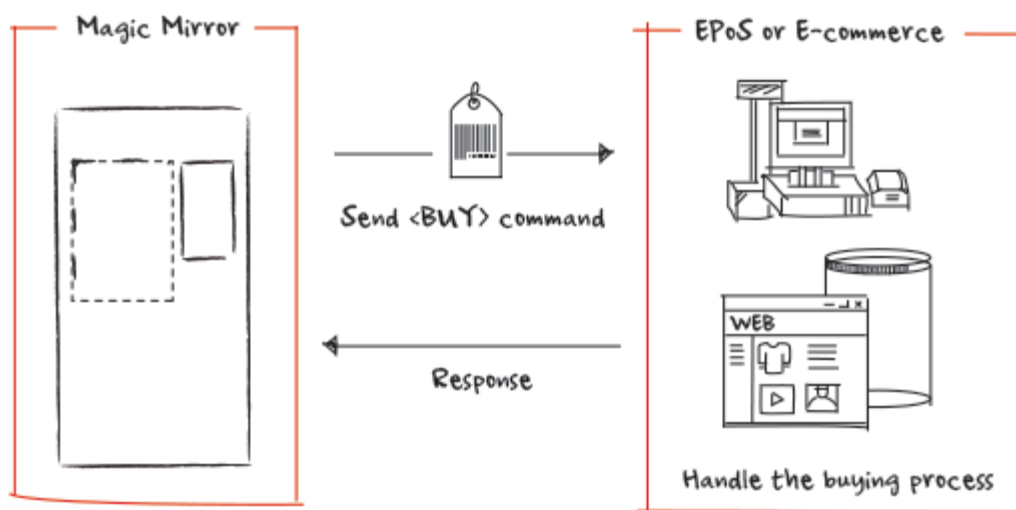 Magic Mirror
EPoS or E-commerce
Send <BUY> command
WEB
Response
Handle the buying process